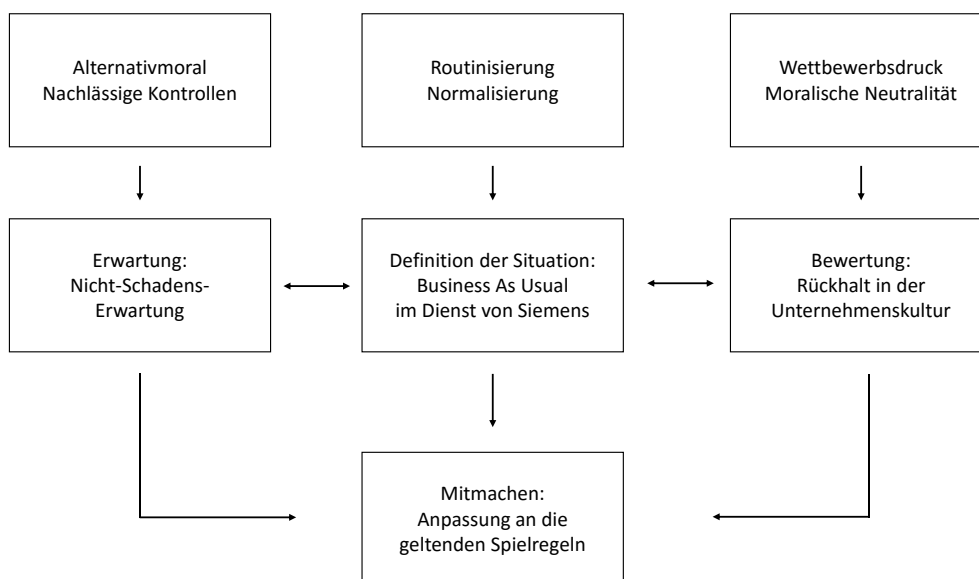 Alternativmoral
Nachlässige Kontrollen
Routinisierung
Normalisierung
Wettbewerbsdruck
Moralische Neutralität
Erwartung:
Nicht-Schadens-
Erwartung
Definition der Situation:
Business As Usual
im Dienst von Siemens
Bewertung:
Rückhalt in der
Unternehmenskultur
Mitmachen:
Anpassung an die
geltenden Spielregeln